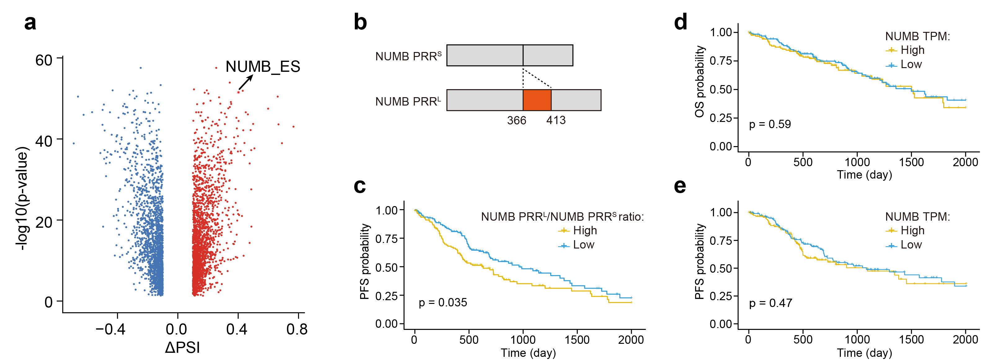 a
-log10(p-value)
60
40
20
0
NUMB_ES
−0.4 0.0 0.4 0.8
ΔPSI
b
NUMB PRRS
NUMB PRRL
366 413
c
PFS probability
1.00
0.75
0.50
0.25
0.00
NUMB PRRL/NUMB PRRS ratio:
High
Low
p = 0.035
0 500 1000 1500 2000
Time (day)
d
OS probability
1.00
0.75
0.50
0.25
0.00
NUMB TPM:
High
Low
p = 0.59
0 500 1000 1500 2000
Time (day)
e
PFS probability
1.00
0.75
0.50
0.25
0.00
NUMB TPM:
High
Low
p = 0.47
0 500 1000 1500 2000
Time (day)